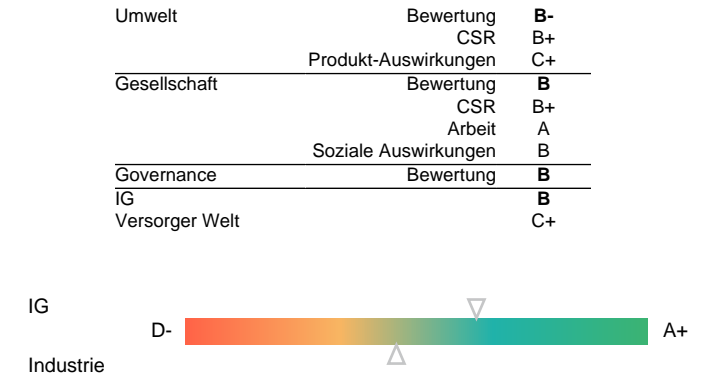 Umwelt Bewertung B-
CSR B+
Produkt-Auswirkungen C+
Gesellschaft Bewertung B
CSR B+
Arbeit A
Soziale Auswirkungen B
Governance Bewertung B
IG B
Versorger Welt C+
IG
D- A+
Industrie